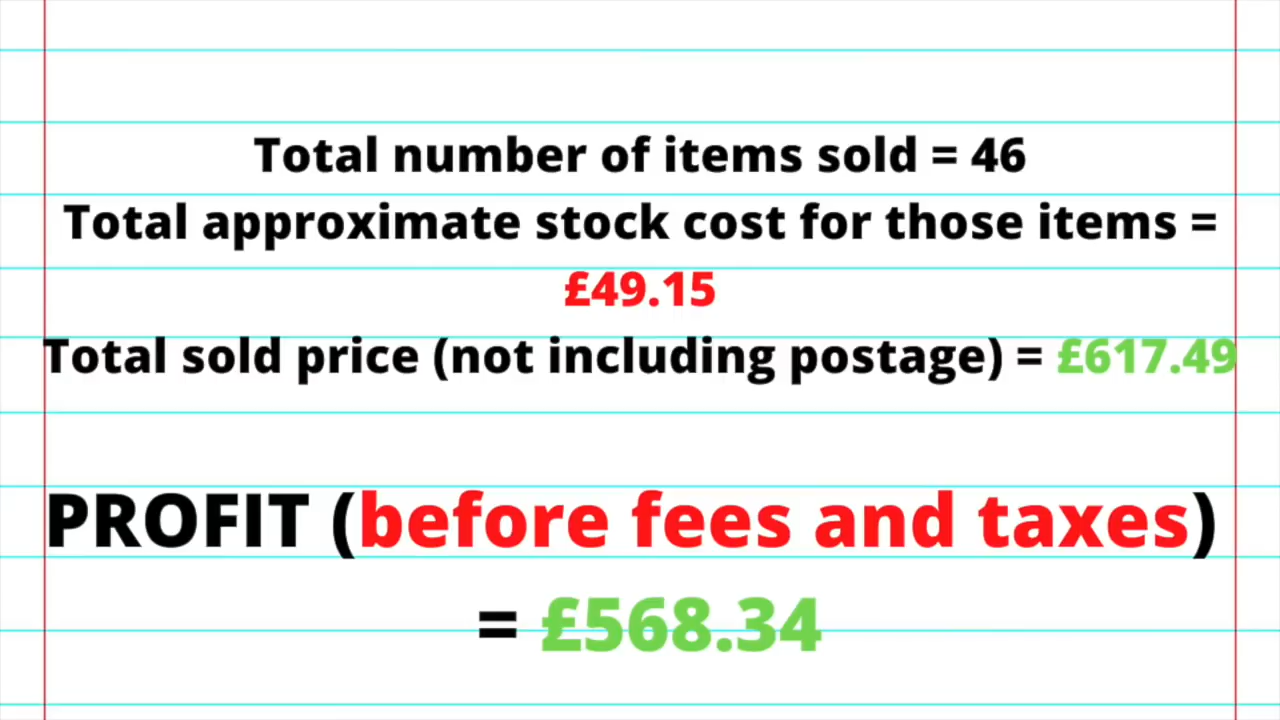 Total number of items sold = 46
Total approximate stock cost for those items =
£49.15
Total sold price (not including postage) = £617.49
PROFIT (before fees and taxes)
= £568.34